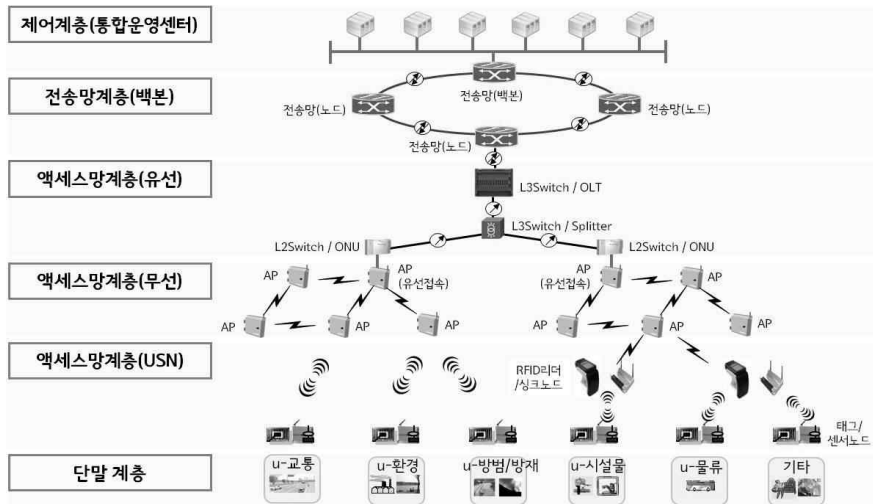 제어계층(통합운영센터)
전송망계층(백본)
전송망(백본)
전송망(노드)
전송망(노드)
전송망(노드)
액세스망계층(유선)
L3Switch / OLT
L3Switch / Splitter
L2Switch / ONU
L2Switch / ONU
액세스망계층(무선)
AP
AP
(유선접속)
AP
(유선접속)
AP
AP
AP
AP
AP
AP
AP
액세스망계층(USN)
RFID리더
/싱크노드
태그/
센서노드
단말 계층
u-교통
u-환경
u-방범/방재
u-시설물
u-물류
기타